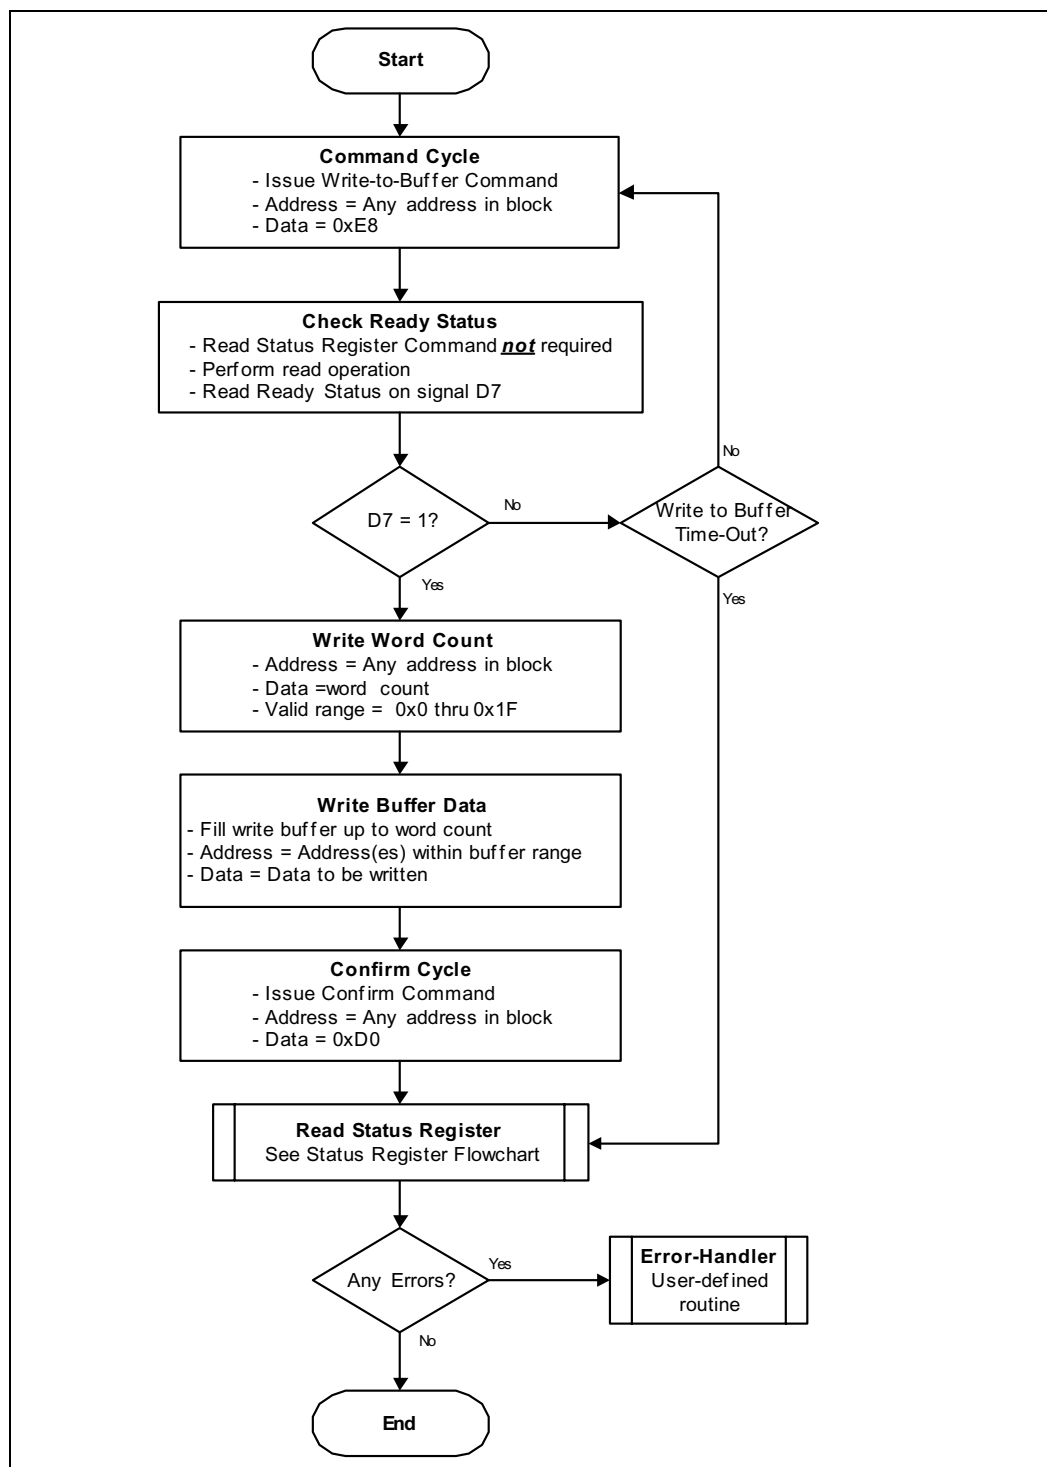 Start
Command Cycle
- Issue Write-to-Buffer Command
- Address = Any address in block
- Data = 0xE8
Check Ready Status
- Read Status Register Command not required
- Perform read operation
- Read Ready Status on signal D7
No
D7 = 1?
No
Write to Buffer
Time-Out?
Yes
Yes
Write Word Count
- Address = Any address in block
- Data =word count
- Valid range = 0x0 thru 0x1F
Write Buffer Data
- Fill write buffer up to word count
- Address = Address(es) within buffer range
- Data = Data to be written
Confirm Cycle
- Issue Confirm Command
- Address = Any address in block
- Data = 0xD0
Read Status Register
See Status Register Flowchart
Any Errors?
Yes
Error-Handler
User-defined
routine
No
End